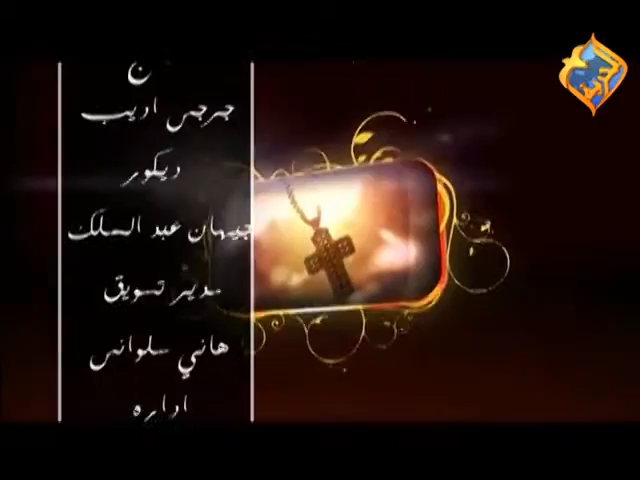 جرجس اديب
ديكور
جيهان عبد الملك
مدير تسويق
هاني سلوانس
اداره